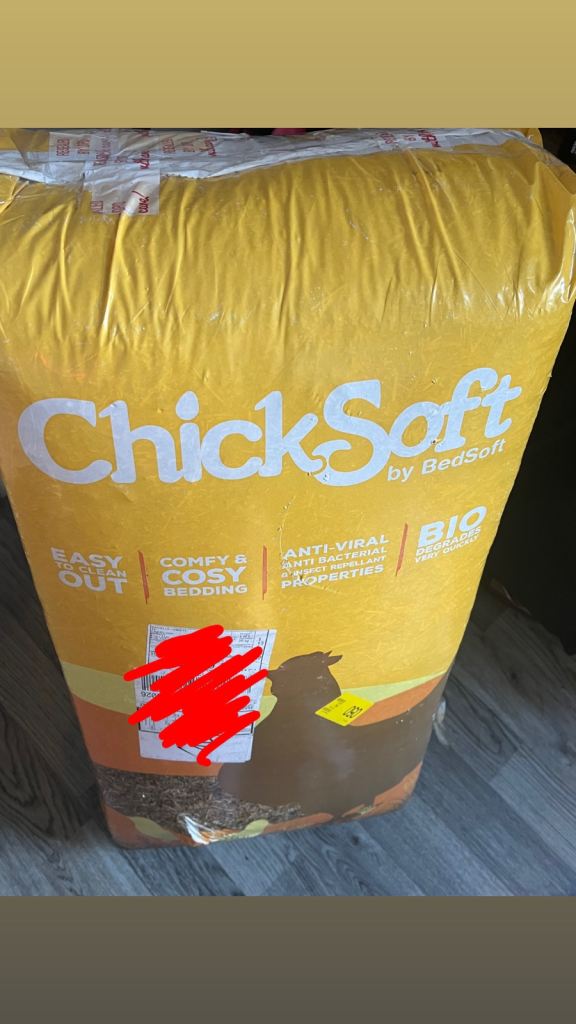 ChickSoft
by BedSoft
EASY
TO CLEAN
OUT
COMFY &
COSY
BEDDING
ANTI-VIRAL
ANTI BACTERIAL
& INSECT REPELLANT
PROPERTIES
BIO
DEGRADES
VERY QUICKLY